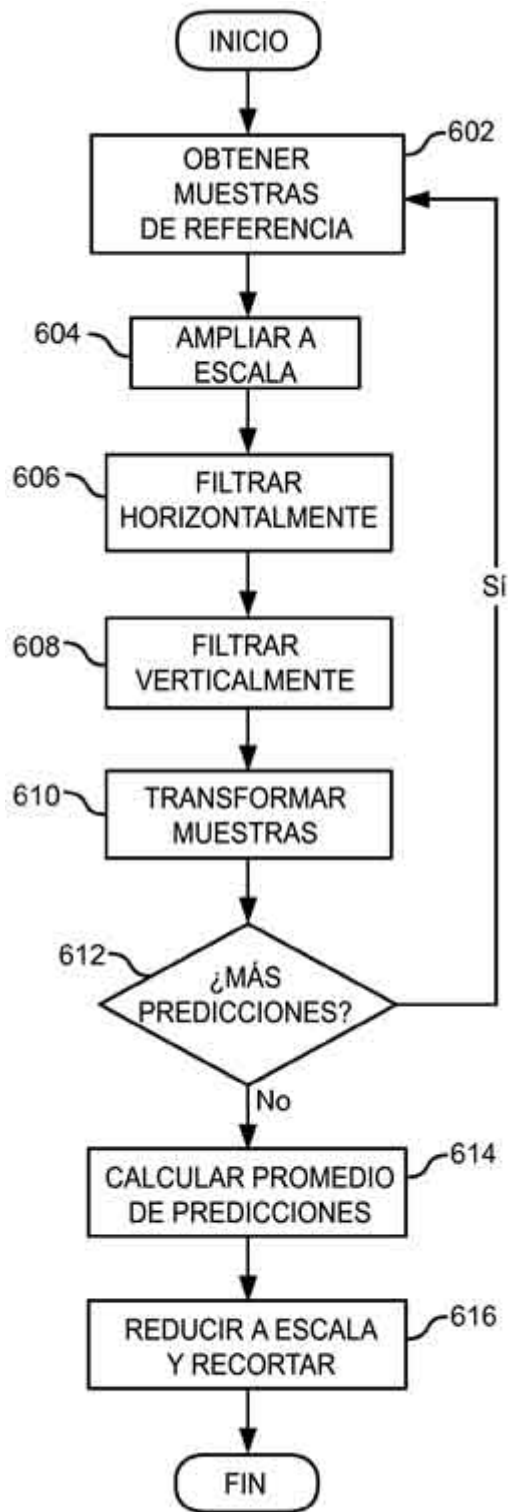 INICIO
602
OBTENER
MUESTRAS
DE REFERENCIA
604
AMPLIAR A
ESCALA
606
FILTRAR
HORIZONTALMENTE
Sí
608
FILTRAR
VERTICALMENTE
610
TRANSFORMAR
MUESTRAS
612
¿MÁS
PREDICCIONES?
No
614
CALCULAR PROMEDIO
DE PREDICCIONES
616
REDUCIR A ESCALA
Y RECORTAR
FIN